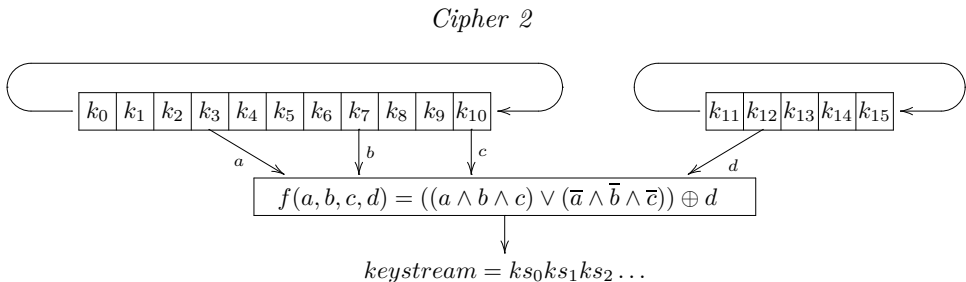 Cipher 2
k₀ k₁ k₂ k₃ k₄ k₅ k₆ k₇ k₈ k₉ k₁₀ k₁₁ k₁₂ k₁₃ k₁₄ k₁₅
a b c d
f(a, b, c, d) = ((a ∧ b ∧ c) ∨ (a̅ ∧ b̅ ∧ c̅)) ⊕ d
keystream = ks₀ks₁ks₂ . . .